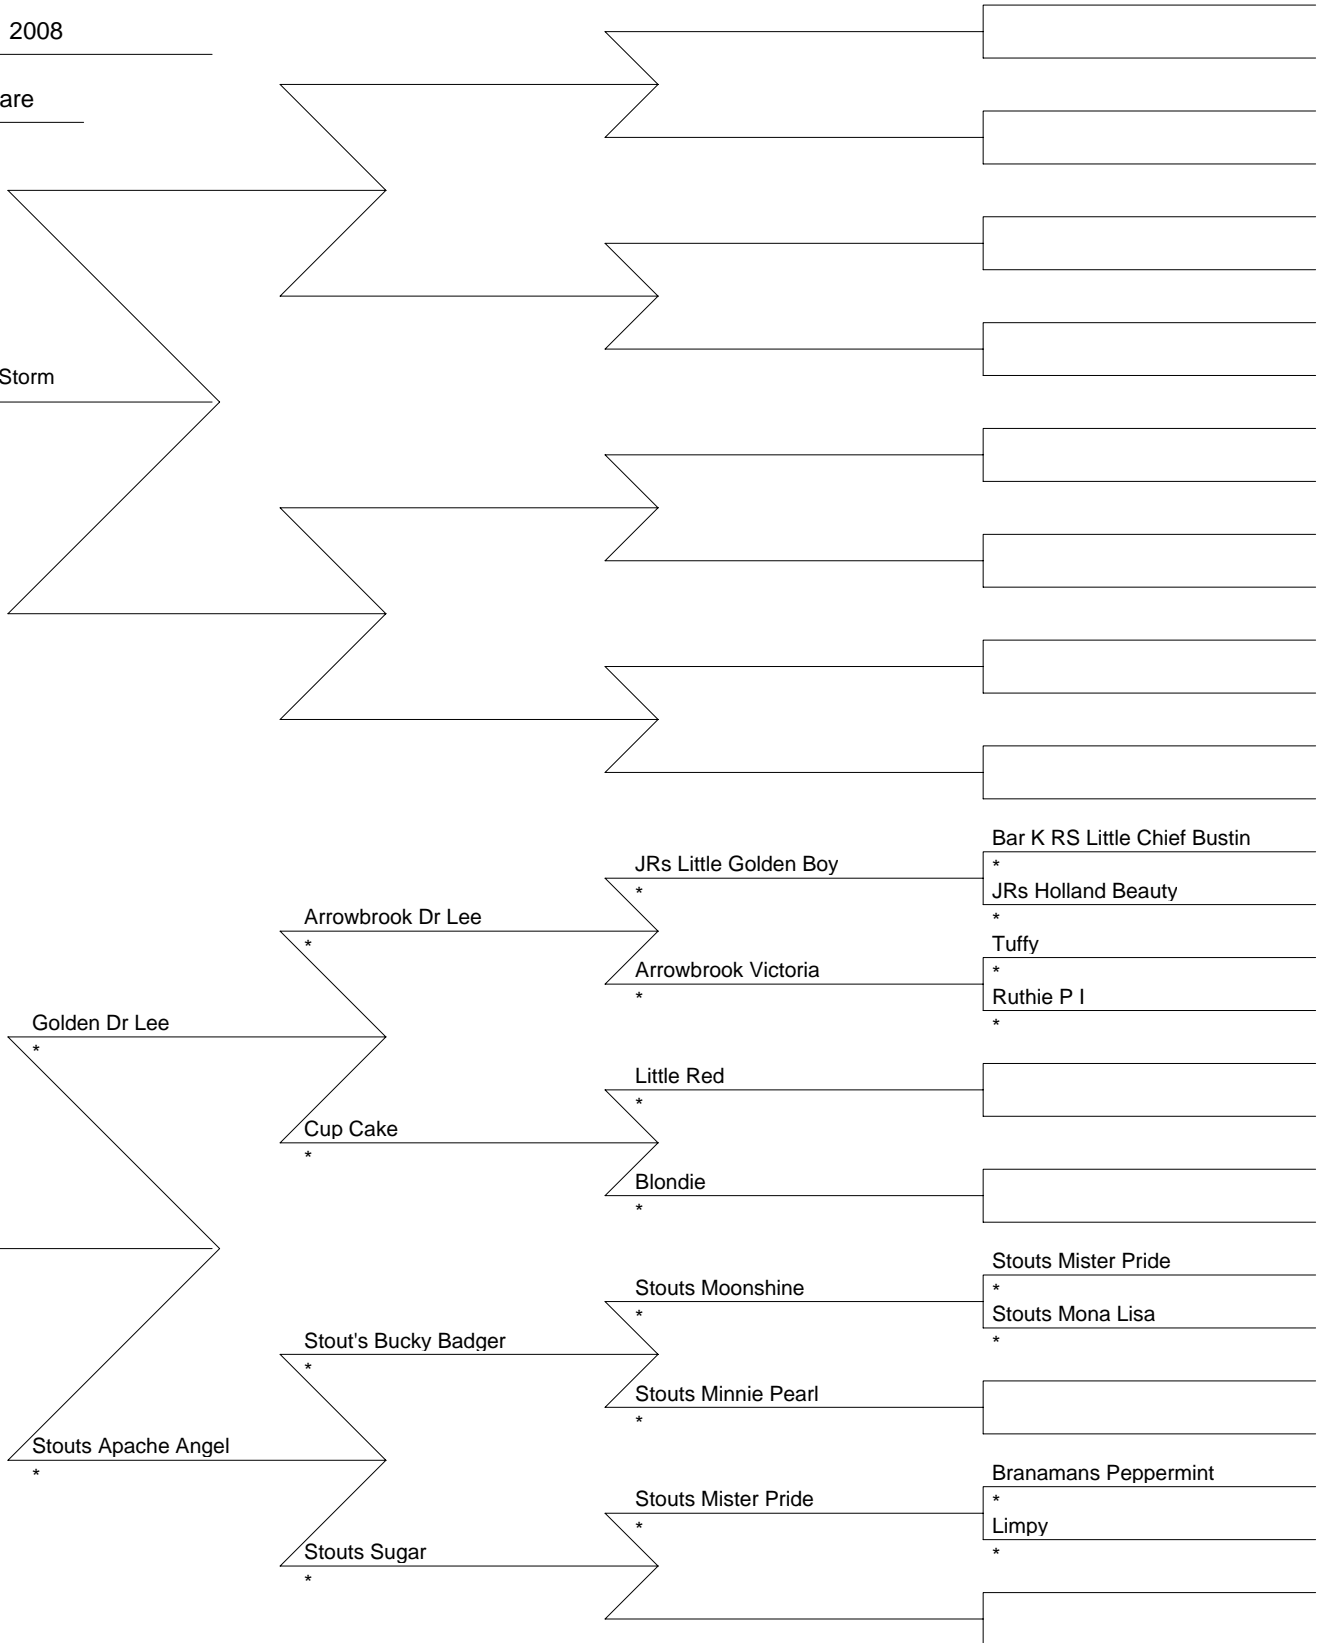 2008
are
Storm
Bar K RS Little Chief Bustin
JRs Little Golden Boy
*
*
JRs Holland Beauty
*
Arrowbrook Dr Lee
*
Tuffy
Arrowbrook Victoria
*
*
Ruthie P I
*
Golden Dr Lee
*
Little Red
*
Cup Cake
*
Blondie
*
Stouts Mister Pride
Stouts Moonshine
*
*
Stouts Mona Lisa
*
Stout's Bucky Badger
*
Stouts Minnie Pearl
*
Stouts Apache Angel
*
Branamans Peppermint
Stouts Mister Pride
*
*
Limpy
*
Stouts Sugar
*